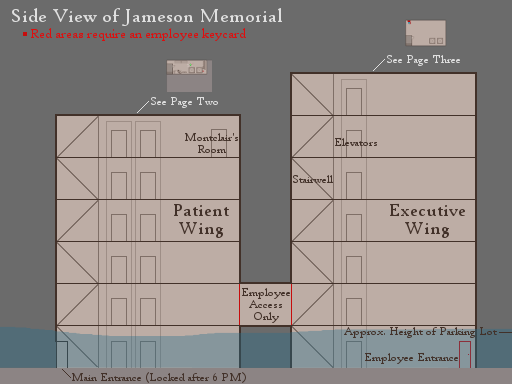 Side View of Jameson Memorial
Red areas require an employee keycard
See Page Three
See Page Two
Montclair's
Room
Elevators
Stairwell
Patient
Wing
Executive
Wing
Employee
Access
Only
Approx. Height of Parking Lot
Employee Entrance
Main Entrance (Locked after 6 PM)